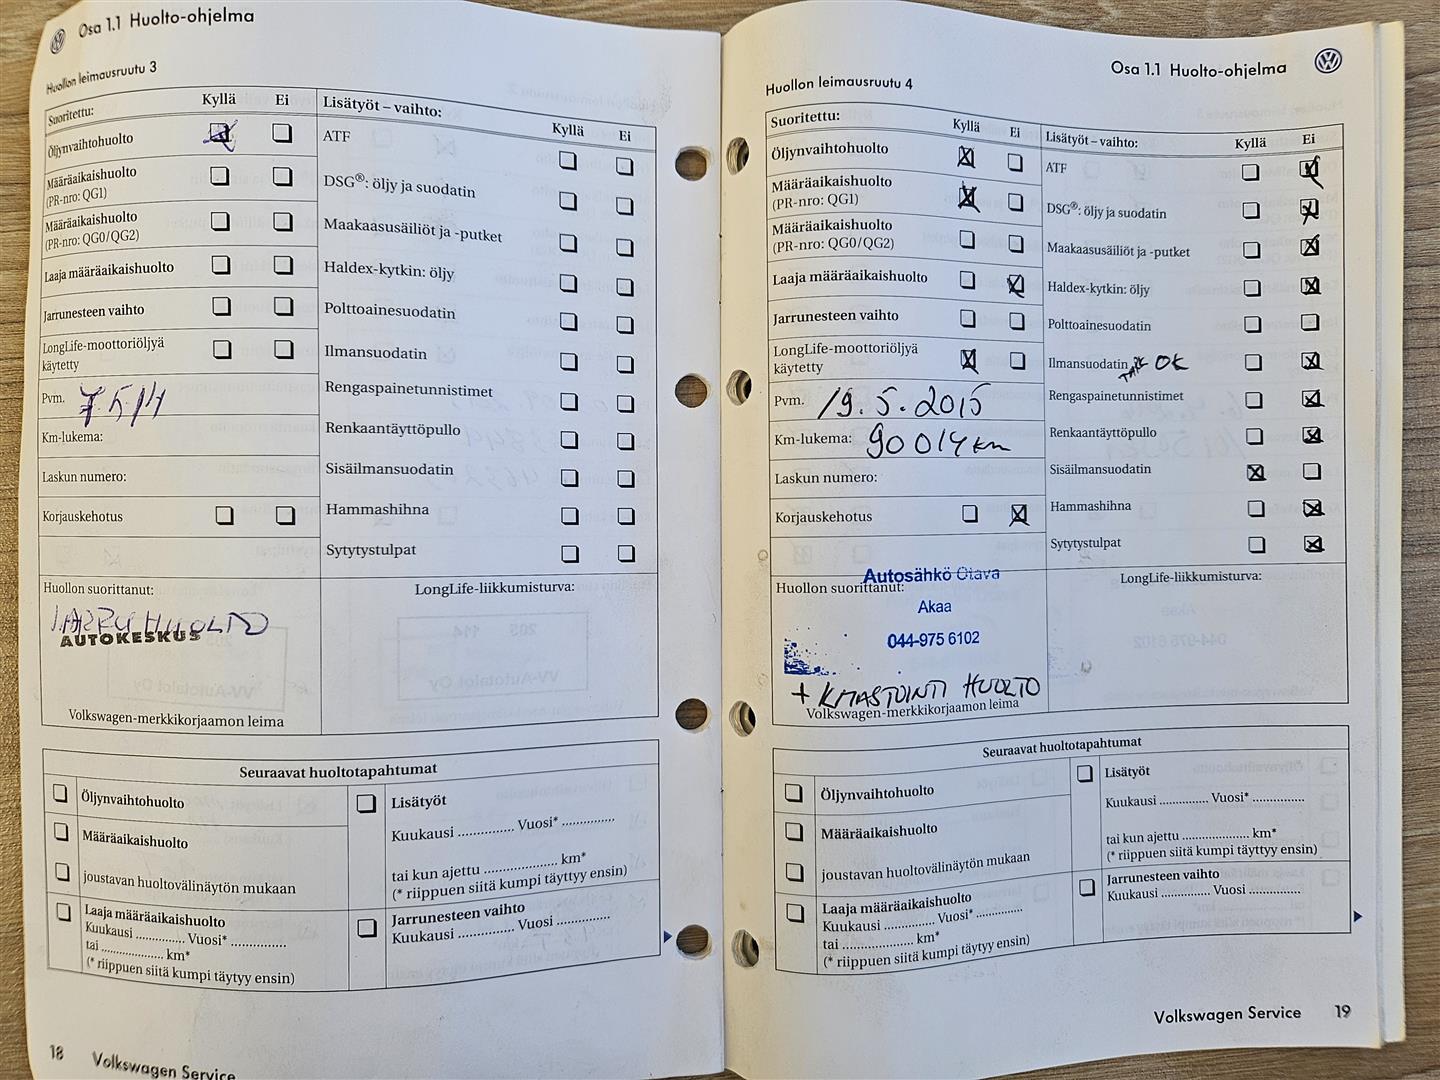 Osa 1.1 Huolto-ohjelma
Huollon leimausruutu 3
Suoritettu: Kyllä Ei
Öljynvaihtohuolto
Määräaikaishuolto
(PR-nro: QG1)
Määräaikaishuolto
(PR-nro: QG0/QG2)
Laaja määräaikaishuolto
Jarrunesteen vaihto
LongLife-moottoriöljyä
käytetty
Pvm. 7.5.14
Km-lukema:
Laskun numero:
Korjauskehotus
Lisätyöt – vaihto: Kyllä Ei
ATF
DSG®: öljy ja suodatin
Maakaasusäiliöt ja -putket
Haldex-kytkin: öljy
Polttoainesuodatin
Ilmansuodatin
Rengaspainetunnistimet
Renkaantäyttöpullo
Sisäilmansuodatin
Hammashihna
Sytytystulpat
Huollon suorittanut:
HUOLTO
AUTOKESKUS
Volkswagen-merkkikorjaamon leima
LongLife-liikkumisturva:
Seuraavat huoltotapahtumat
Öljynvaihtohuolto
Määräaikaishuolto
joustavan huoltovälinäytön mukaan
Laaja määräaikaishuolto
Kuukausi .............. Vuosi* ...............
tai ..................... km*
(* riippuen siitä kumpi täytyy ensin)
Lisätyöt
Kuukausi .............. Vuosi* ..............
tai kun ajettu .................. km*
(* riippuen siitä kumpi täyttyy ensin)
Jarrunesteen vaihto
Kuukausi .............. Vuosi ..............
18 Volkswagen Service
Osa 1.1 Huolto-ohjelma
Huollon leimausruutu 4
Suoritettu: Kyllä Ei
Öljynvaihtohuolto
Määräaikaishuolto
(PR-nro: QG1)
Määräaikaishuolto
(PR-nro: QG0/QG2)
Laaja määräaikaishuolto
Jarrunesteen vaihto
LongLife-moottoriöljyä
käytetty
Pvm. 19.5.2015
Km-lukema: 90014 km
Laskun numero:
Korjauskehotus
Lisätyöt – vaihto: Kyllä Ei
ATF
DSG®: öljy ja suodatin
Maakaasusäiliöt ja -putket
Haldex-kytkin: öljy
Polttoainesuodatin
Ilmansuodatin OK
Rengaspainetunnistimet
Renkaantäyttöpullo
Sisäilmansuodatin
Hammashihna
Sytytystulpat
Huollon suorittanut:
Autosähkö Otava
Akaa
044-975 6102
+ ILMASTOINTI HUOLTO
Volkswagen-merkkikorjaamon leima
LongLife-liikkumisturva:
Seuraavat huoltotapahtumat
Öljynvaihtohuolto
Määräaikaishuolto
joustavan huoltovälinäytön mukaan
Laaja määräaikaishuolto
Kuukausi .............. Vuosi* ..............
tai ..................... km*
(* riippuen siitä kumpi täytyy ensin)
Lisätyöt
Kuukausi .............. Vuosi* ..............
tai kun ajettu .................. km*
(* riippuen siitä kumpi täyttyy ensin)
Jarrunesteen vaihto
Kuukausi .............. Vuosi ..............
Volkswagen Service 19